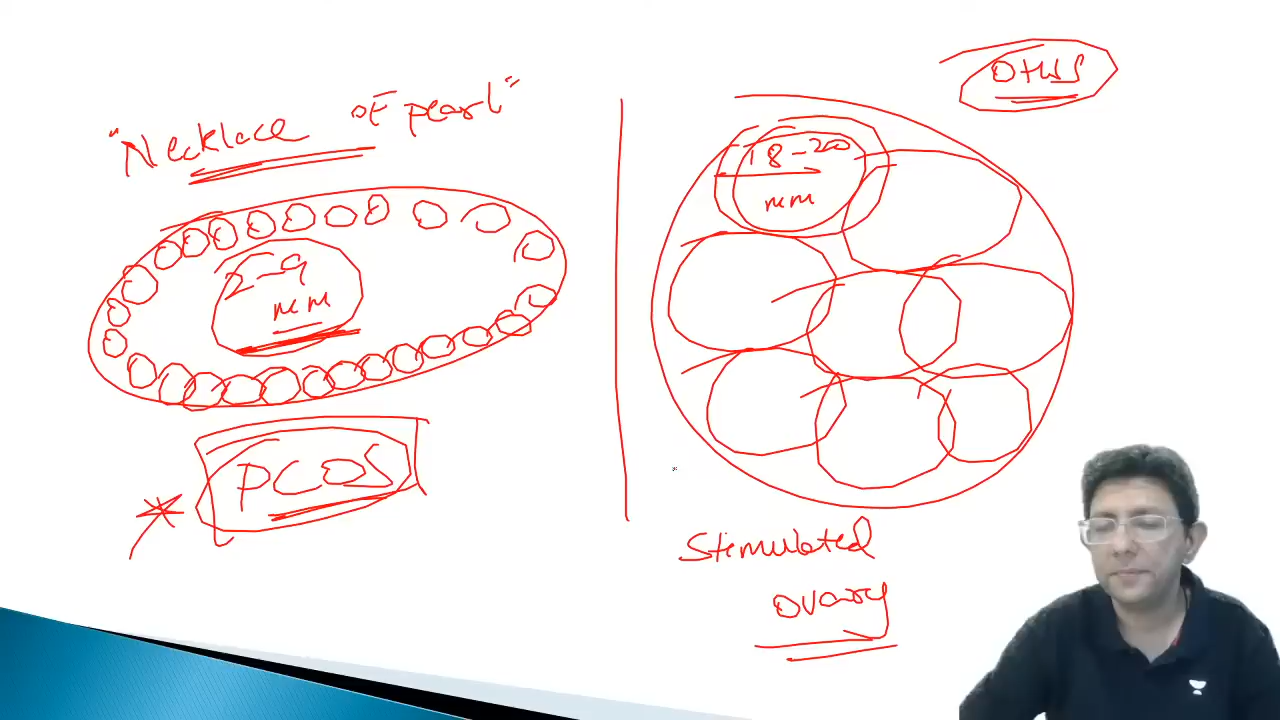 "Necklace of pearl"
2-9
mm
PCOS
OHSS
18-20
mm
Stimulated
ovary